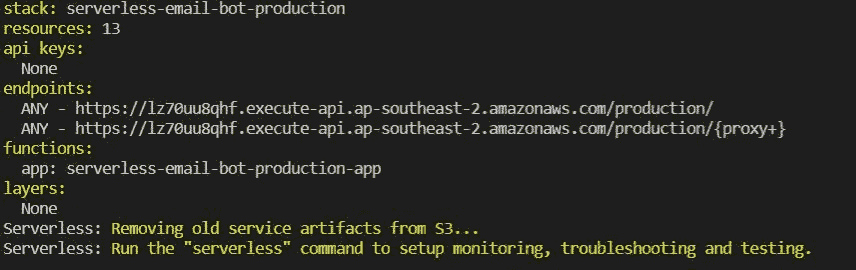 stack: serverless-email-bot-production
resources: 13
api keys:
  None
endpoints:
  ANY - https://lz70uu8qhf.execute-api.ap-southeast-2.amazonaws.com/production/
  ANY - https://lz70uu8qhf.execute-api.ap-southeast-2.amazonaws.com/production/{proxy+}
functions:
  app: serverless-email-bot-production-app
layers:
  None
Serverless: Removing old service artifacts from S3...
Serverless: Run the "serverless" command to setup monitoring, troubleshooting and testing.